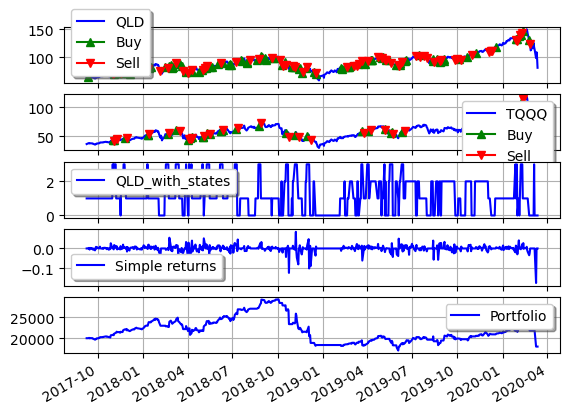 150
100
QLD
Buy
Sell
100
50
TQQQ
Buy
Sell
2
0
QLD_with_states
0.0
−0.1
Simple returns
25000
20000
Portfolio
2017-10
2018-01
2018-04
2018-07
2018-10
2019-01
2019-04
2019-07
2019-10
2020-01
2020-04